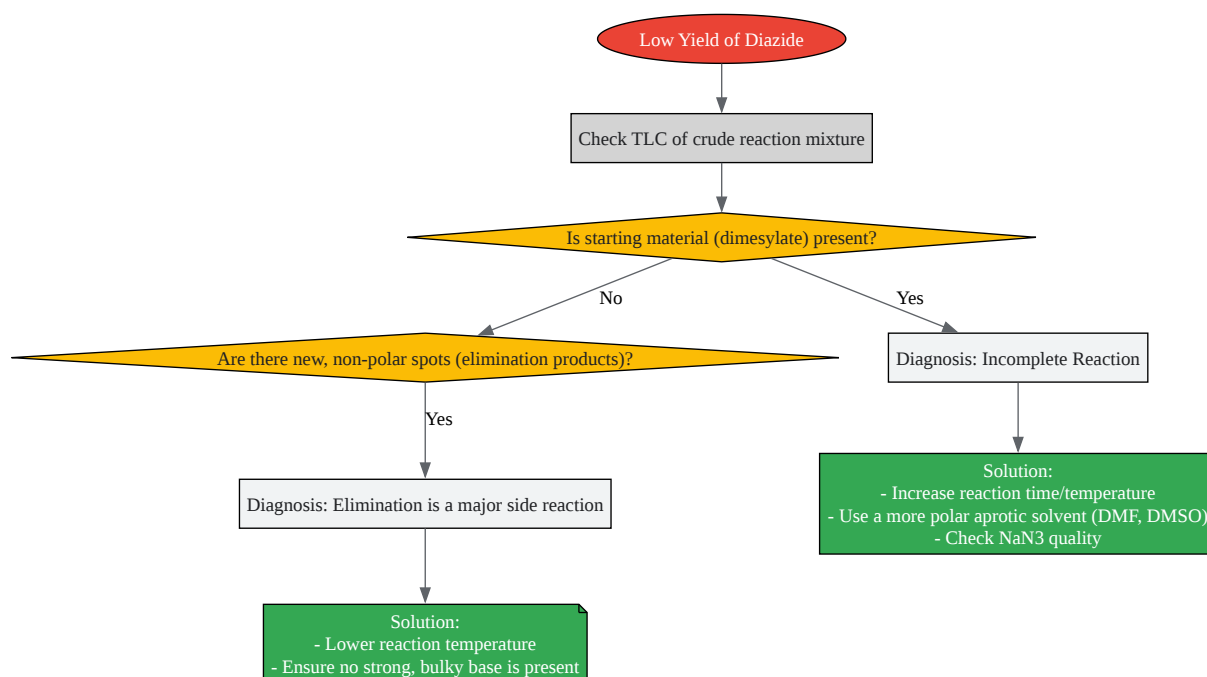 Low Yield of Diazide
Check TLC of crude reaction mixture
Is starting material (dimesylate) present?
No
Yes
Are there new, non-polar spots (elimination products)?
Diagnosis: Incomplete Reaction
Yes
Solution:
- Increase reaction time/temperature
- Use a more polar aprotic solvent (DMF, DMSO)
- Check NaN3 quality
Diagnosis: Elimination is a major side reaction
Solution:
- Lower reaction temperature
- Ensure no strong, bulky base is present